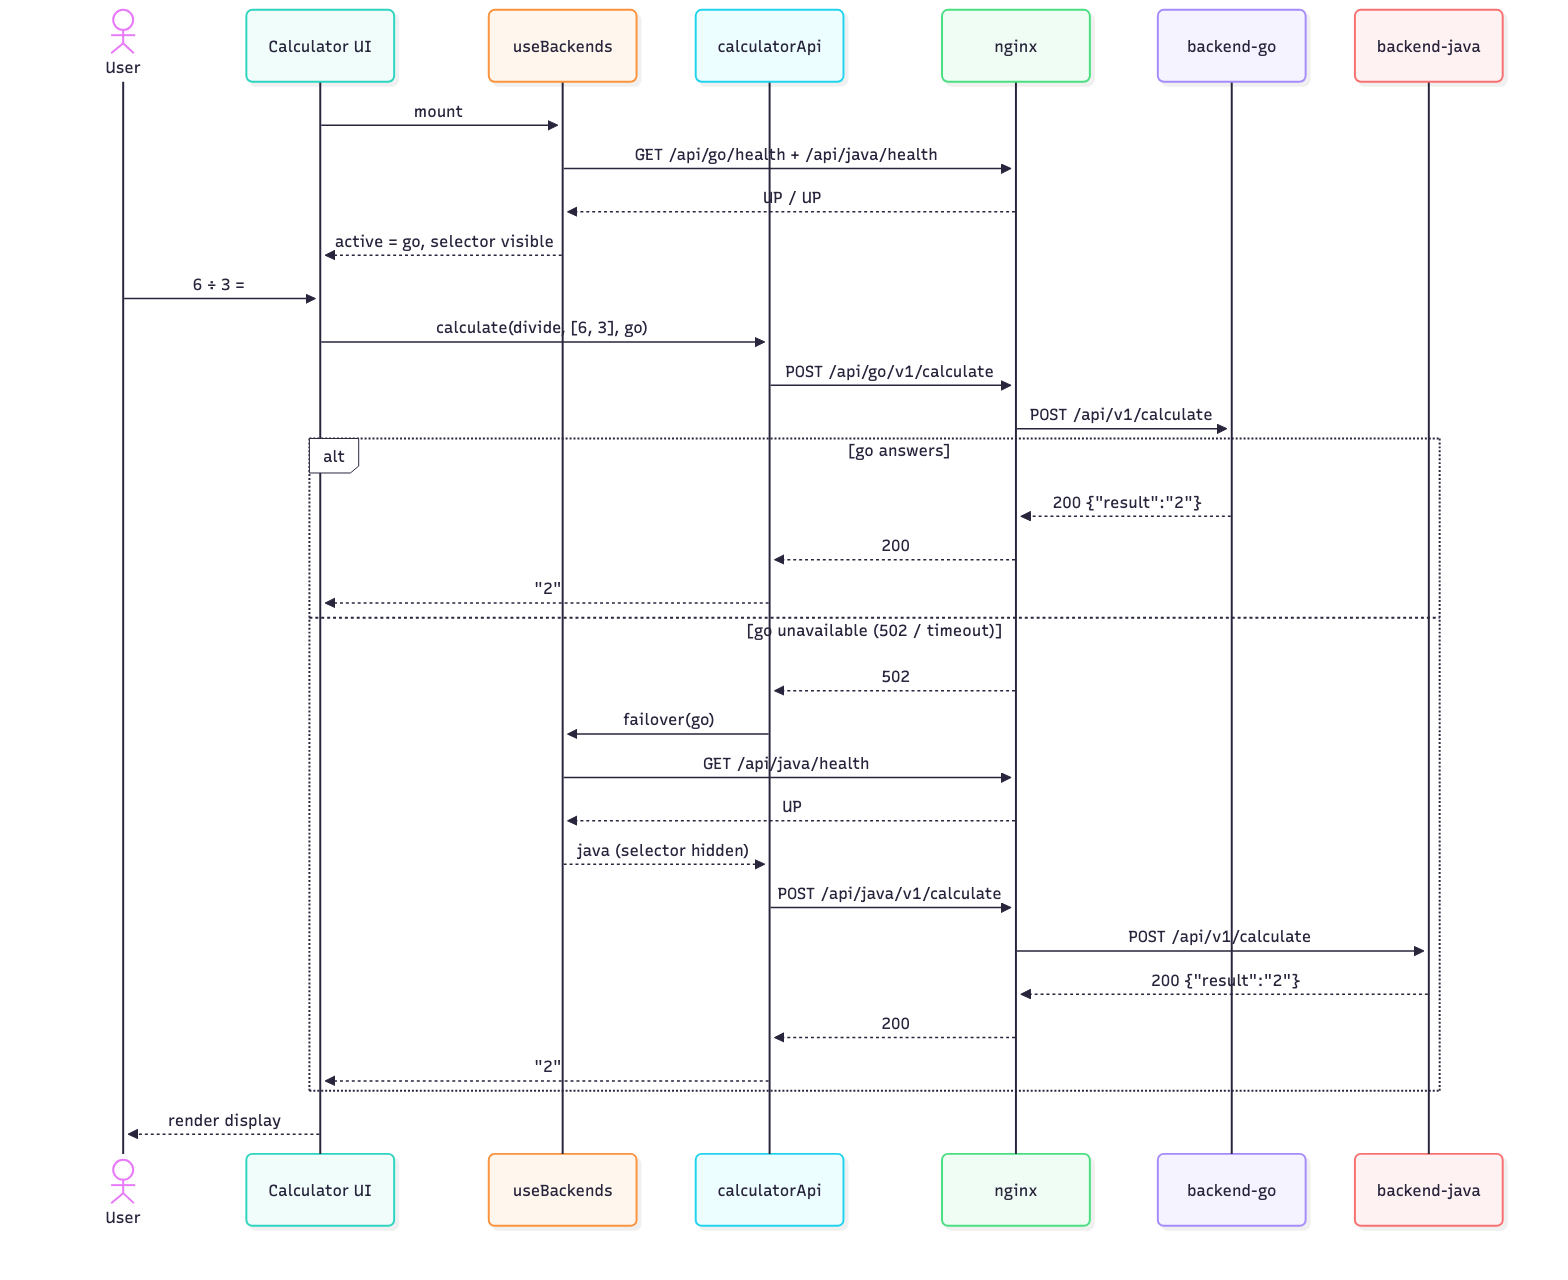 User
Calculator UI
useBackends
calculatorApi
nginx
backend-go
backend-java
mount
GET /api/go/health + /api/java/health
UP / UP
active = go, selector visible
6 ÷ 3 =
calculate(divide, [6, 3], go)
POST /api/go/v1/calculate
POST /api/v1/calculate
alt
[go answers]
200 {"result":"2"}
200
"2"
[go unavailable (502 / timeout)]
502
failover(go)
GET /api/java/health
UP
java (selector hidden)
POST /api/java/v1/calculate
POST /api/v1/calculate
200 {"result":"2"}
200
"2"
render display
User
Calculator UI
useBackends
calculatorApi
nginx
backend-go
backend-java